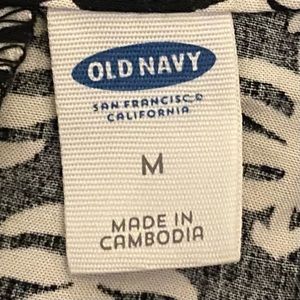 OLD NAVY
SAN FRANCISCO
CALIFORNIA
M
MADE IN
CAMBODIA